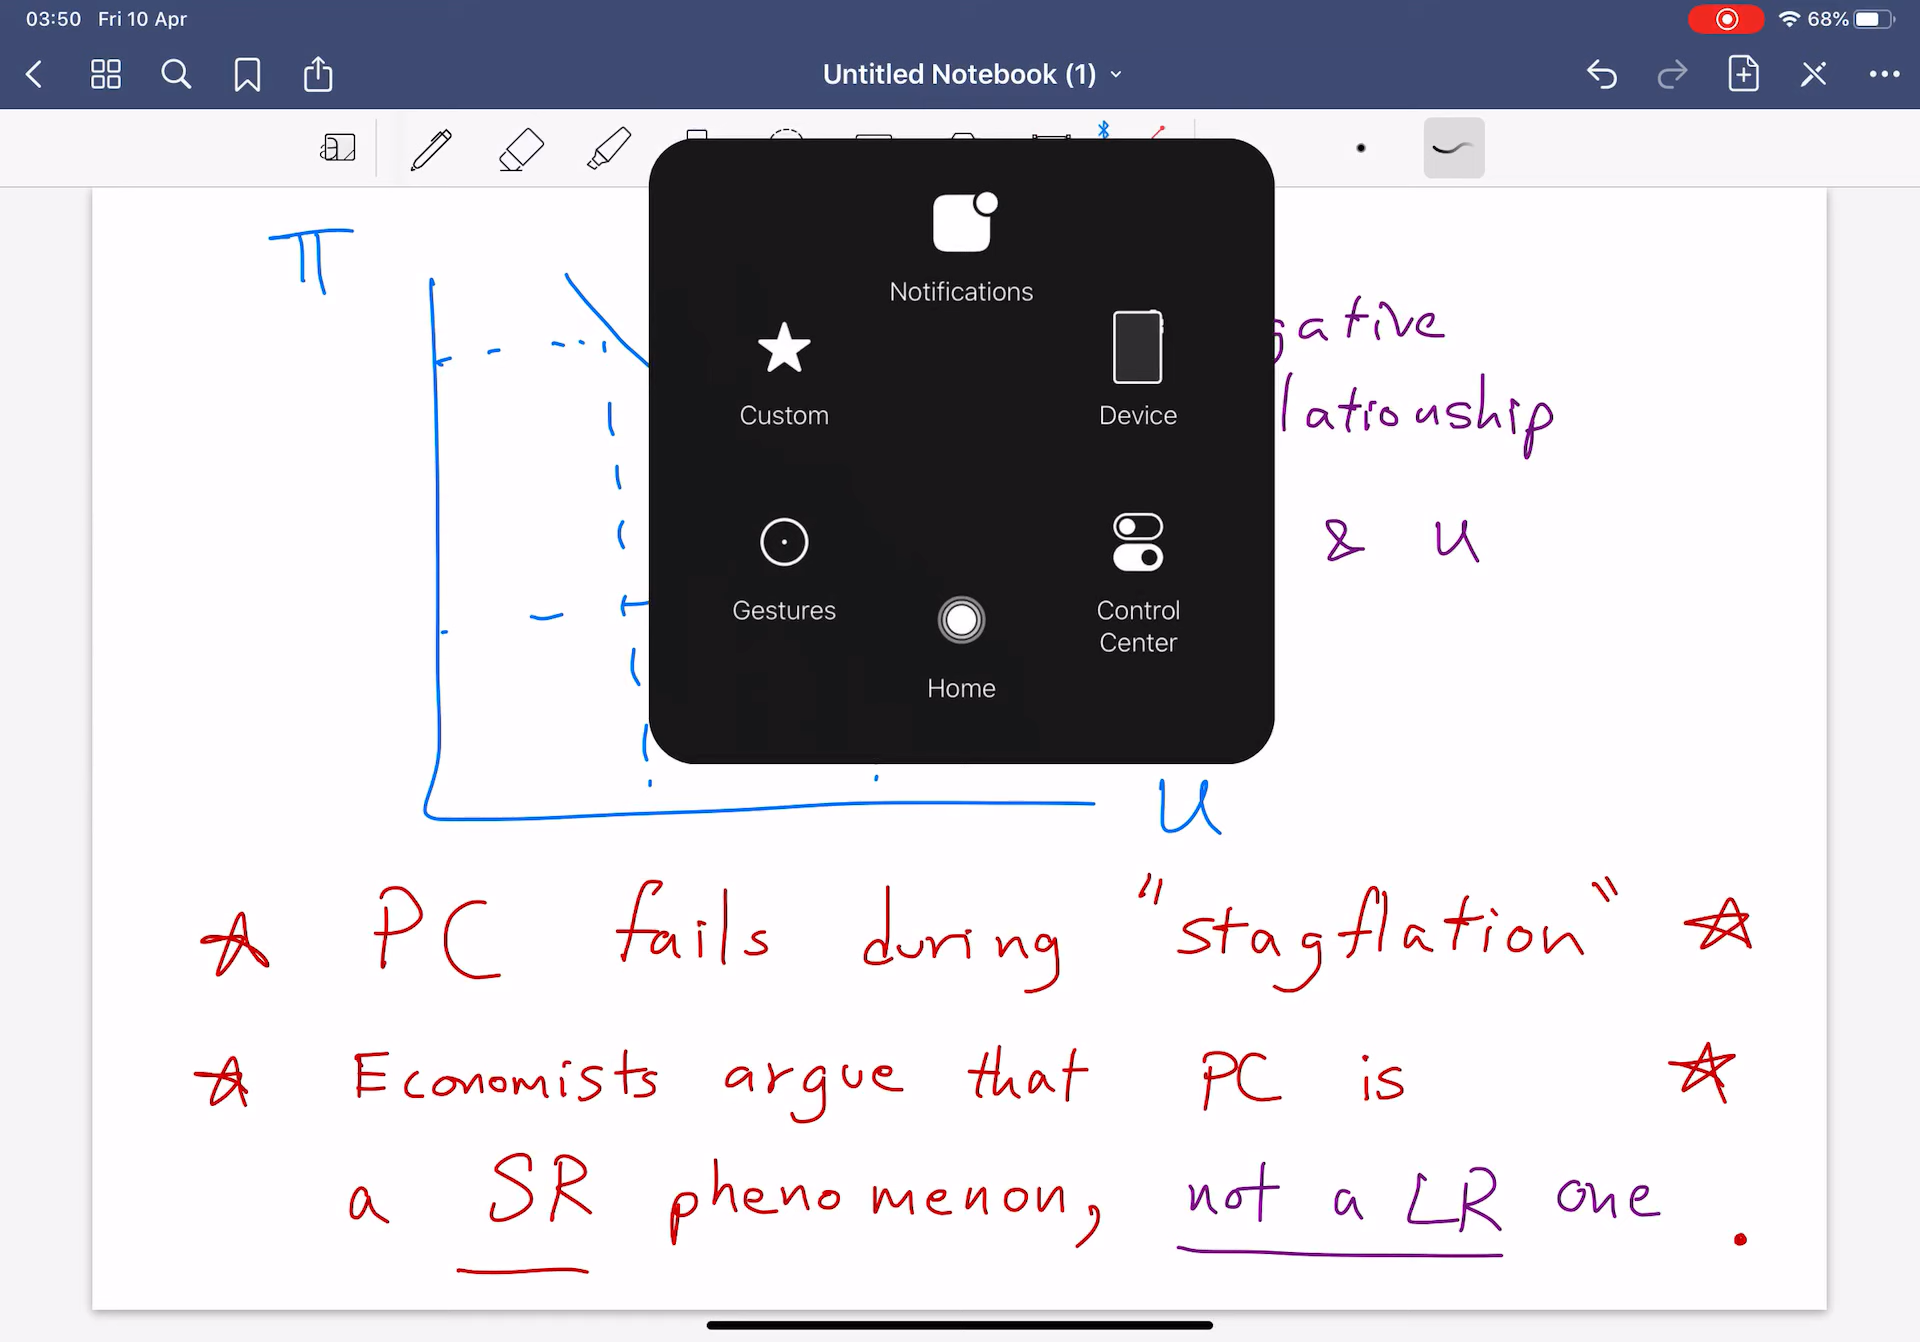 03:50 Fri 10 Apr
68%
Untitled Notebook (1)
Notifications
Custom
Device
Gestures
Control
Center
Home
π
gative
lationship
& u
u
PC fails during "stagflation"
Economists argue that PC is
a SR phenomenon, not a LR one.